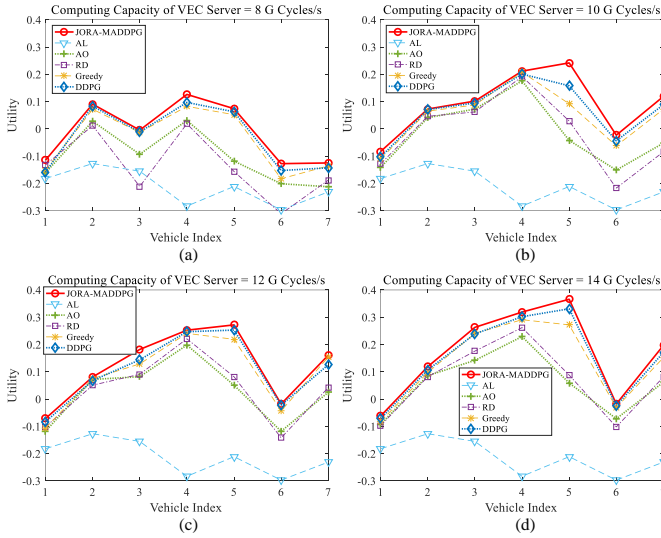 Computing Capacity of VEC Server = 8 G Cycles/s
0.4
0.3
0.2
0.1
0
-0.1
-0.2
-0.3
Utility
JORA-MADDPG
AL
AO
RD
Greedy
DDPG
1 2 3 4 5 6 7
Vehicle Index
(a)
Computing Capacity of VEC Server = 10 G Cycles/s
0.4
0.3
0.2
0.1
0
-0.1
-0.2
-0.3
Utility
JORA-MADDPG
AL
AO
RD
Greedy
DDPG
1 2 3 4 5 6
Vehicle Index
(b)
Computing Capacity of VEC Server = 12 G Cycles/s
0.4
0.3
0.2
0.1
0
-0.1
-0.2
-0.3
Utility
JORA-MADDPG
AL
AO
RD
Greedy
DDPG
1 2 3 4 5 6 7
Vehicle Index
(c)
Computing Capacity of VEC Server = 14 G Cycles/s
0.4
0.3
0.2
0.1
0
-0.1
-0.2
-0.3
Utility
JORA-MADDPG
AL
AO
RD
Greedy
DDPG
1 2 3 4 5 6
Vehicle Index
(d)